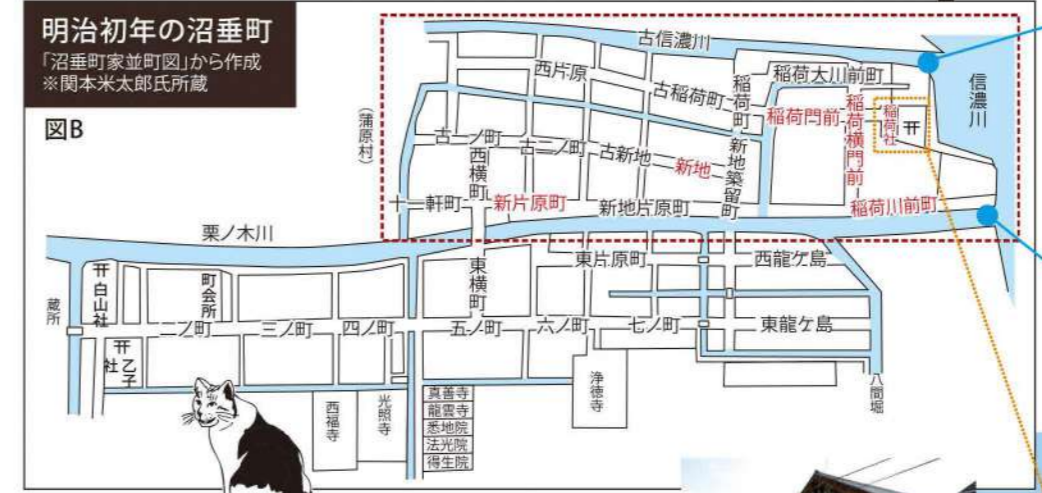 明治初年の沼垂町
「沼垂町家並町図」から作成
※関本米太郎氏所蔵
図B
古信濃川
信濃川
西片原
古稲荷町
稲荷町
稲荷大川前町
稲荷門前
稲荷横門前
稲荷社
(蒲原村)
古一ノ町
西横町
古二ノ町
古新地
新地
新地築留町
十二軒町
新片原町
新地片原町
稲荷川前町
栗ノ木川
東横町
東片原町
西龍ケ島
蔵所
白山社
町会所
二ノ町
三ノ町
四ノ町
五ノ町
六ノ町
七ノ町
東龍ケ島
乙子社
八間堀
西福寺
光照寺
真善寺
龍雲寺
悉地院
法光院
得生院
浄徳寺